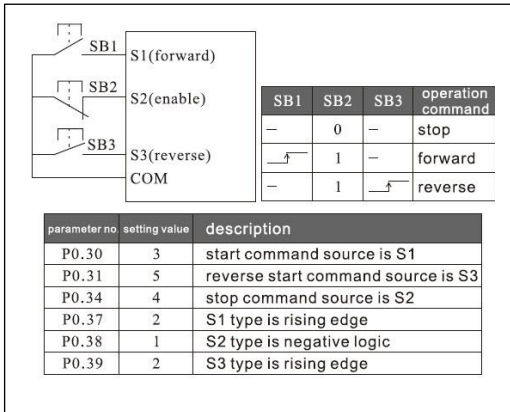 SB1
S1(forward)
SB2
S2(enable)
SB3
S3(reverse)
COM
SB1 SB2 SB3 operation command
− 0 − stop
1 − forward
− 1 reverse
parameter no. setting value description
P0.30 3 start command source is S1
P0.31 5 reverse start command source is S3
P0.34 4 stop command source is S2
P0.37 2 S1 type is rising edge
P0.38 1 S2 type is negative logic
P0.39 2 S3 type is rising edge